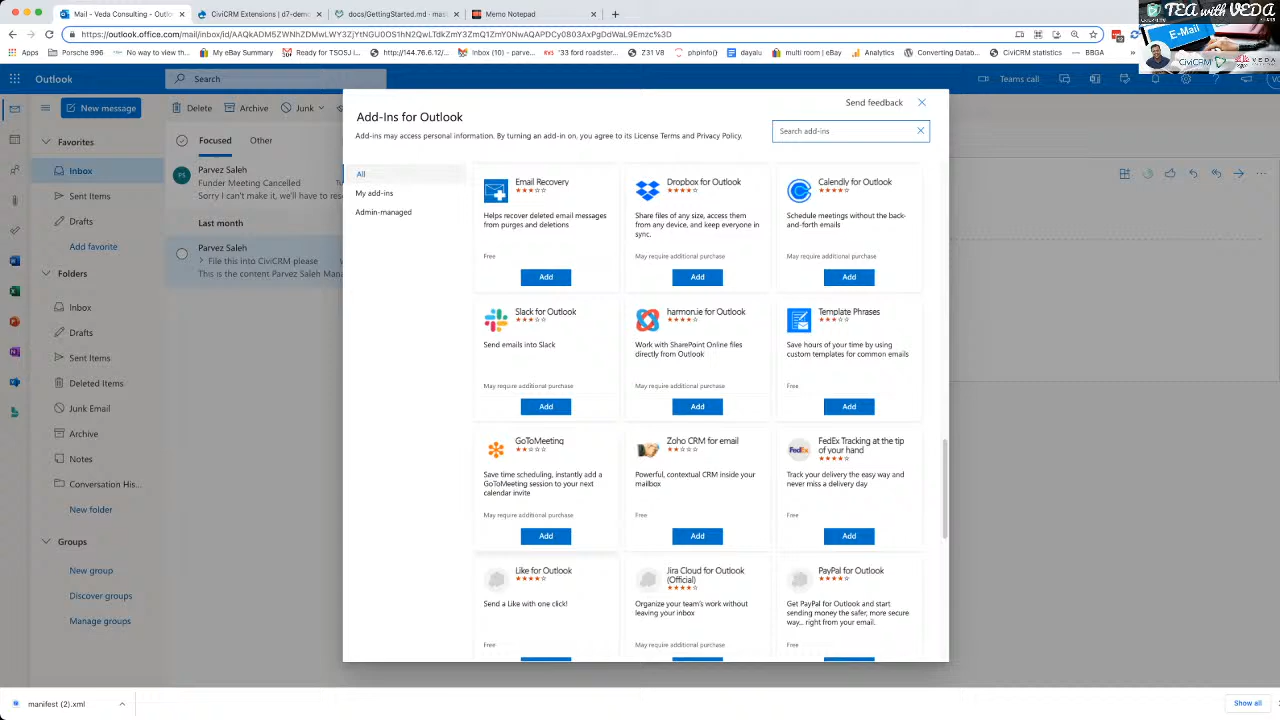 Mail - Veda Consulting - Outlo
CiviCRM Extensions | d7-demo
docs/GettingStarted.md - mast
Memo Notepad
https://outlook.office.com/mail/inbox/id/
Apps
Porsche 996
No way to view th...
My eBay Summary
Ready for TSOSJ I...
http://144.76.6/12/...
Inbox (10) - parve...
'33 ford roadster...
Z31 V8
phpinfo()
dayalu
multi room | eBay
Analytics
Converting Datab...
CiviCRM statistics
BBGA
E-Mail
CiviCRM
VEDA
Outlook
Search
Teams call
New message
Delete
Archive
Junk
Favorites
Focused
Other
Inbox
PS
Parvez Saleh
Funder Meeting Cancelled
Sorry I can't make it, we'll have to res
Sent Items
Drafts
Last month
Add favorite
Parvez Saleh
> File this into CiviCRM please
This is the content Parvez Saleh Mana
Folders
Inbox
Drafts
Sent Items
Deleted Items
Junk Email
Archive
Notes
Conversation His...
New folder
Groups
New group
Discover groups
Manage groups
Send feedback
Add-Ins for Outlook
Add-ins may access personal information. By turning an add-in on, you agree to its License Terms and Privacy Policy.
Search add-ins
All
My add-ins
Admin-managed
Email Recovery
Helps recover deleted email messages
from purges and deletions
Free
Add
Dropbox for Outlook
Share files of any size, access them
from any device, and keep everyone in
sync.
May require additional purchase
Add
Calendly for Outlook
Schedule meetings without the back-
and-forth emails
May require additional purchase
Add
Slack for Outlook
Send emails into Slack
May require additional purchase
Add
harmon.ie for Outlook
Work with SharePoint Online files
directly from Outlook
May require additional purchase
Add
Template Phrases
Save hours of your time by using
custom templates for common emails
Free
Add
GoToMeeting
Save time scheduling, instantly add a
GoToMeeting session to your next
calendar invite
May require additional purchase
Add
Zoho CRM for email
Powerful, contextual CRM inside your
mailbox
Free
Add
FedEx
FedEx Tracking at the tip
of your hand
Track your delivery the easy way and
never miss a delivery day
Free
Add
Like for Outlook
Send a Like with one click!
Free
Jira Cloud for Outlook
(Official)
Organize your team's work without
leaving your inbox
May require additional purchase
PayPal for Outlook
Get PayPal for Outlook and start
sending money the safer, more secure
way... right from your email.
Free
manifest (2).xml
Show all